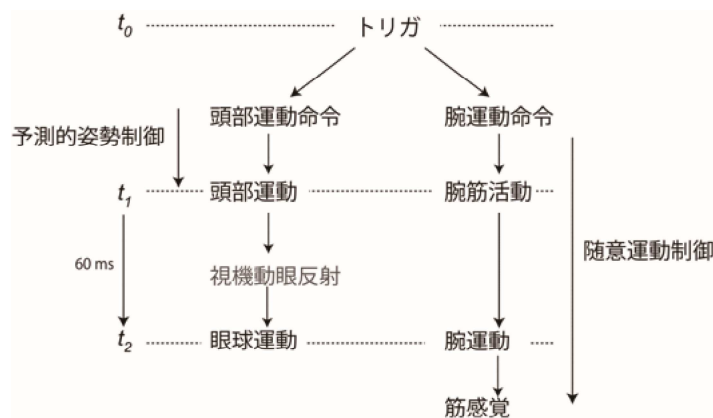 t0 トリガ
頭部運動命令 腕運動命令
予測的姿勢制御
t1 頭部運動 腕筋活動
随意運動制御
60 ms
視機動眼反射
t2 眼球運動 腕運動
筋感覚